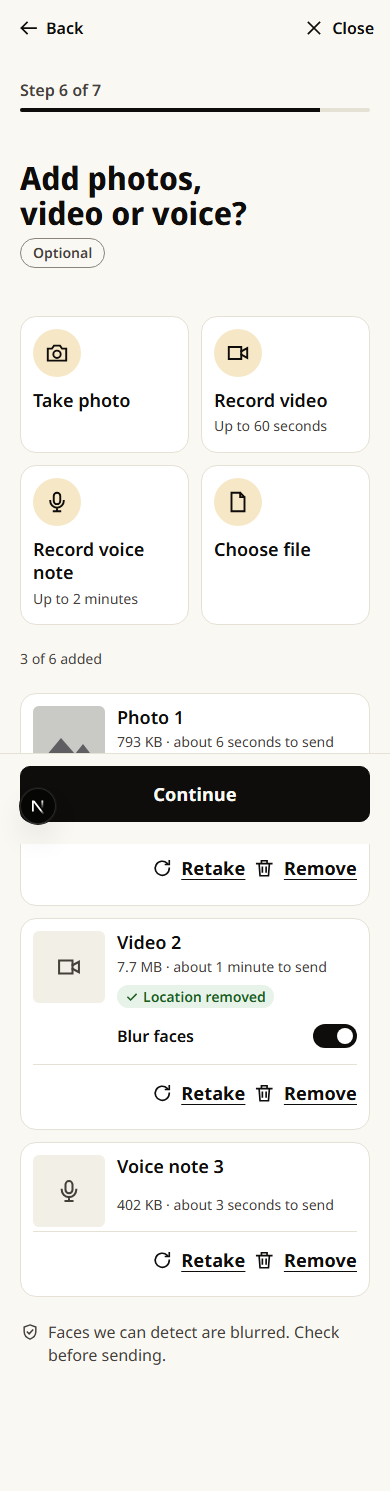 Back
Close
Step 6 of 7
Add photos,
video or voice?
Optional
Take photo
Record video
Up to 60 seconds
Record voice
note
Up to 2 minutes
Choose file
3 of 6 added
Photo 1
793 KB · about 6 seconds to send
Continue
N
Retake
Remove
Video 2
7.7 MB · about 1 minute to send
Location removed
Blur faces
Retake
Remove
Voice note 3
402 KB · about 3 seconds to send
Retake
Remove
Faces we can detect are blurred. Check
before sending.